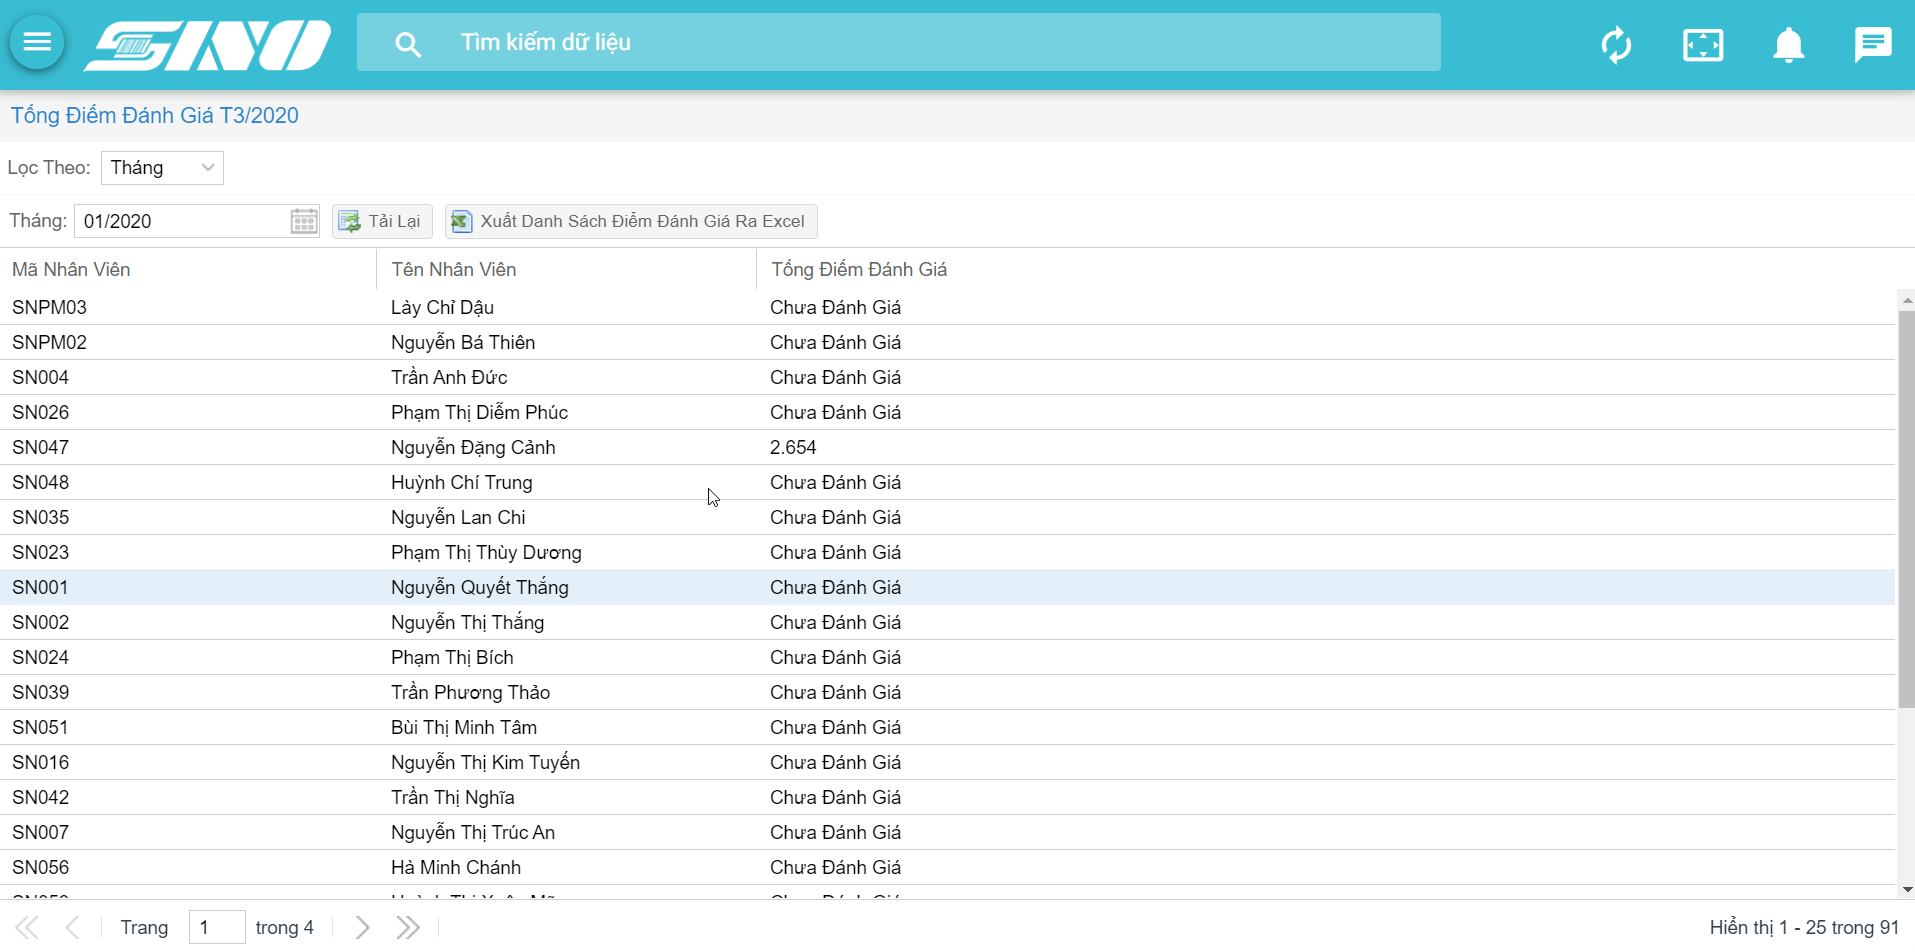 SINO
Tìm kiếm dữ liệu
Tổng Điểm Đánh Giá T3/2020
Lọc Theo: Tháng
Tháng: 01/2020 Tải Lại Xuất Danh Sách Điểm Đánh Giá Ra Excel
Mã Nhân Viên Tên Nhân Viên Tổng Điểm Đánh Giá
SNPM03 Lày Chỉ Dậu Chưa Đánh Giá
SNPM02 Nguyễn Bá Thiên Chưa Đánh Giá
SN004 Trần Anh Đức Chưa Đánh Giá
SN026 Phạm Thị Diễm Phúc Chưa Đánh Giá
SN047 Nguyễn Đặng Cảnh 2.654
SN048 Huỳnh Chí Trung Chưa Đánh Giá
SN035 Nguyễn Lan Chi Chưa Đánh Giá
SN023 Phạm Thị Thùy Dương Chưa Đánh Giá
SN001 Nguyễn Quyết Thắng Chưa Đánh Giá
SN002 Nguyễn Thị Thắng Chưa Đánh Giá
SN024 Phạm Thị Bích Chưa Đánh Giá
SN039 Trần Phương Thảo Chưa Đánh Giá
SN051 Bùi Thị Minh Tâm Chưa Đánh Giá
SN016 Nguyễn Thị Kim Tuyến Chưa Đánh Giá
SN042 Trần Thị Nghĩa Chưa Đánh Giá
SN007 Nguyễn Thị Trúc An Chưa Đánh Giá
SN056 Hà Minh Chánh Chưa Đánh Giá
Trang 1 trong 4 Hiển thị 1 - 25 trong 91